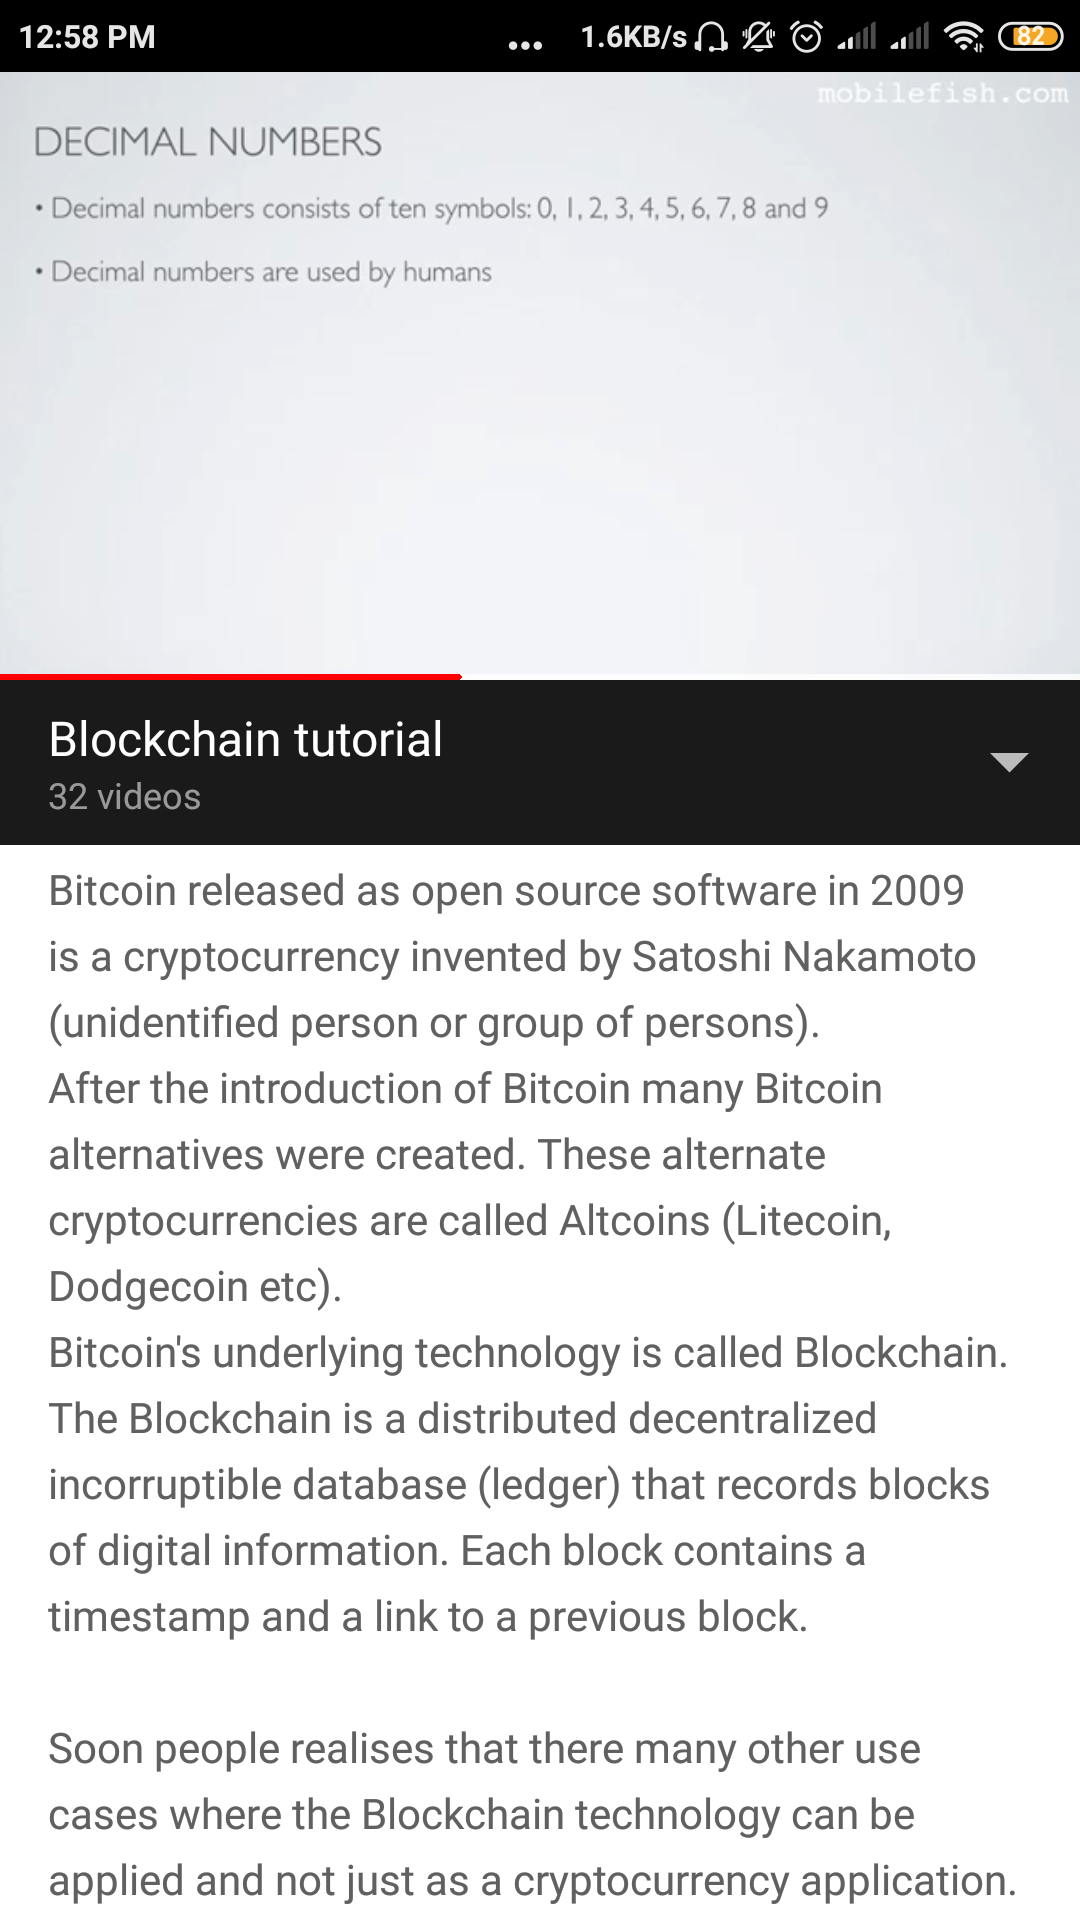 12:58 PM
... 1.6KB/s 82
mobilefish.com
DECIMAL NUMBERS
• Decimal numbers consists of ten symbols: 0, 1, 2, 3, 4, 5, 6, 7, 8 and 9
• Decimal numbers are used by humans
Blockchain tutorial
32 videos
Bitcoin released as open source software in 2009
is a cryptocurrency invented by Satoshi Nakamoto
(unidentified person or group of persons).
After the introduction of Bitcoin many Bitcoin
alternatives were created. These alternate
cryptocurrencies are called Altcoins (Litecoin,
Dodgecoin etc).
Bitcoin's underlying technology is called Blockchain.
The Blockchain is a distributed decentralized
incorruptible database (ledger) that records blocks
of digital information. Each block contains a
timestamp and a link to a previous block.
Soon people realises that there many other use
cases where the Blockchain technology can be
applied and not just as a cryptocurrency application.